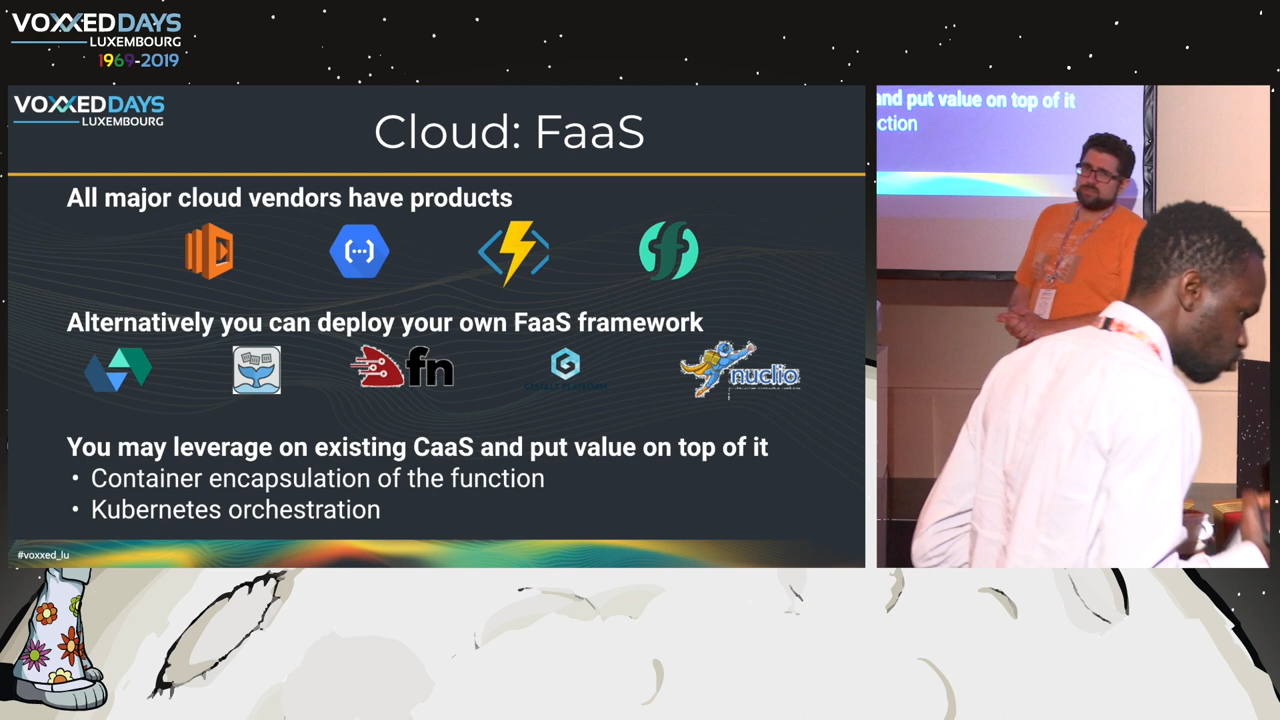 VOXXED DAYS
LUXEMBOURG
1969-2019
VOXXED DAYS
LUXEMBOURG
Cloud: FaaS
All major cloud vendors have products
Alternatively you can deploy your own FaaS framework
fn
nuclio
You may leverage on existing CaaS and put value on top of it
• Container encapsulation of the function
• Kubernetes orchestration
#voxxed_lu
and put value on top of it
ction